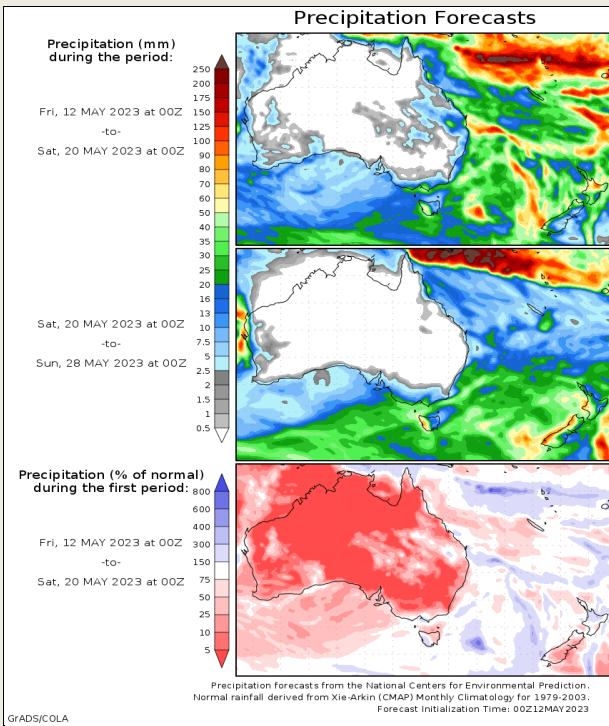 Precipitation Forecasts
Precipitation (mm)
during the period:
Fri, 12 MAY 2023 at 00Z
-to-
Sat, 20 MAY 2023 at 00Z
250
200
175
150
125
100
90
80
70
60
50
40
35
30
25
20
16
13
10
7.5
5
2.5
2
1.5
1
0.5
Sat, 20 MAY 2023 at 00Z
-to-
Sun, 28 MAY 2023 at 00Z
Precipitation (% of normal)
during the first period:
Fri, 12 MAY 2023 at 00Z
-to-
Sat, 20 MAY 2023 at 00Z
800
600
400
300
150
75
50
25
10
5
Precipitation forecasts from the National Centers for Environmental Prediction.
Normal rainfall derived from Xie-Arkin (CMAP) Monthly Climatology for 1979-2003.
Forecast Initialization Time: 00Z12MAY2023
GrADS/COLA